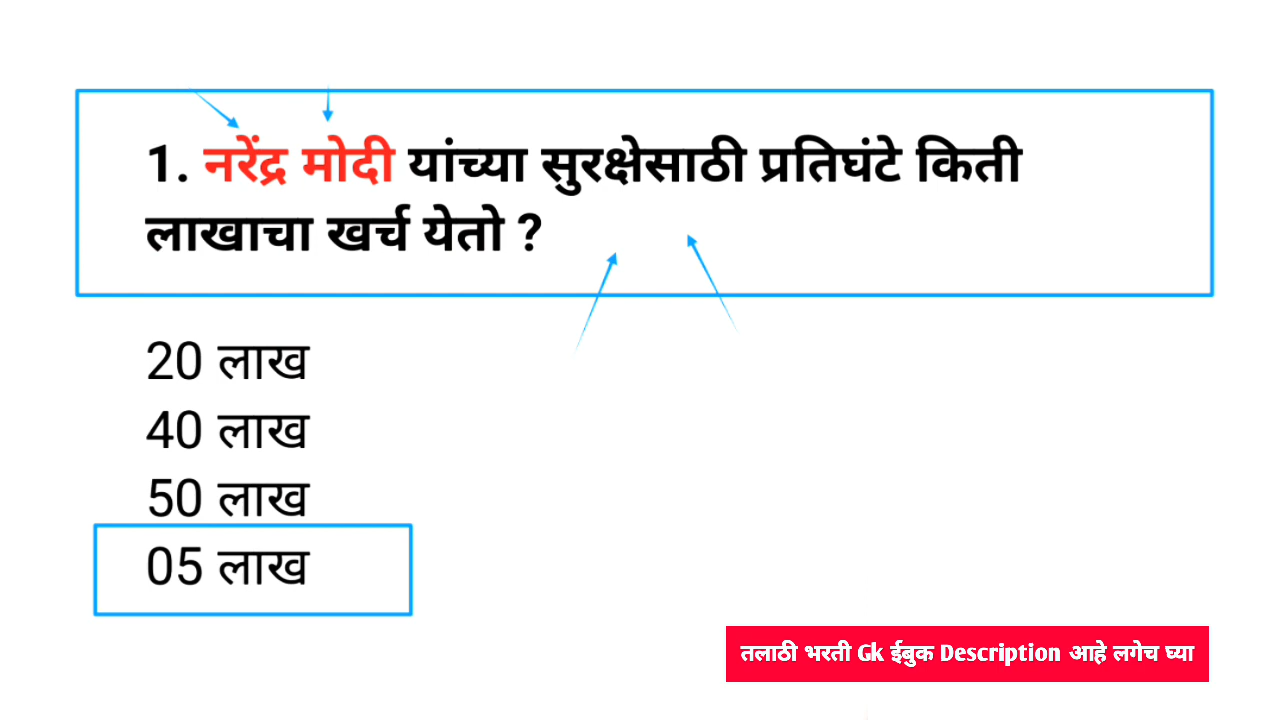 1. नरेंद्र मोदी यांच्या सुरक्षेसाठी प्रतिघंटे किती
लाखाचा खर्च येतो ?
20 लाख
40 लाख
50 लाख
05 लाख
तलाठी भरती Gk ईबुक Description आहे लगेच घ्या